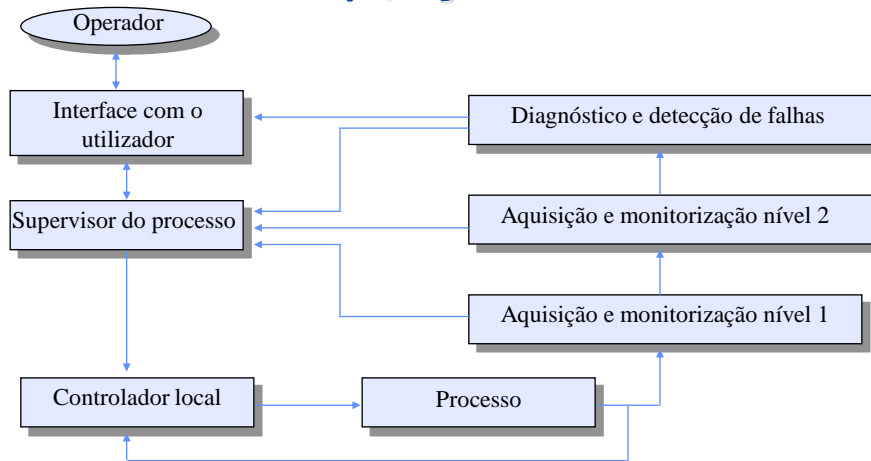 Operador
Interface com o
utilizador
Diagnóstico e detecção de falhas
Supervisor do processo
Aquisição e monitorização nível 2
Aquisição e monitorização nível 1
Controlador local
Processo